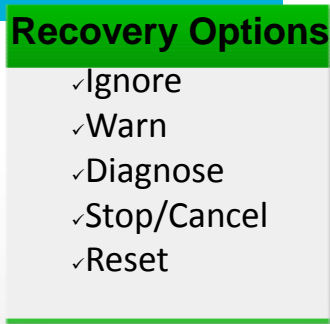 Recovery Options
✓Ignore
✓Warn
✓Diagnose
✓Stop/Cancel
✓Reset